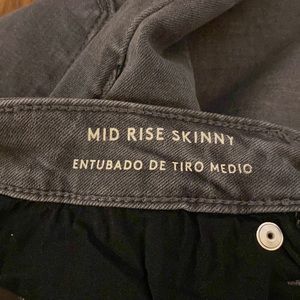 MID RISE SKINNY
ENTUBADO DE TIRO MEDIO